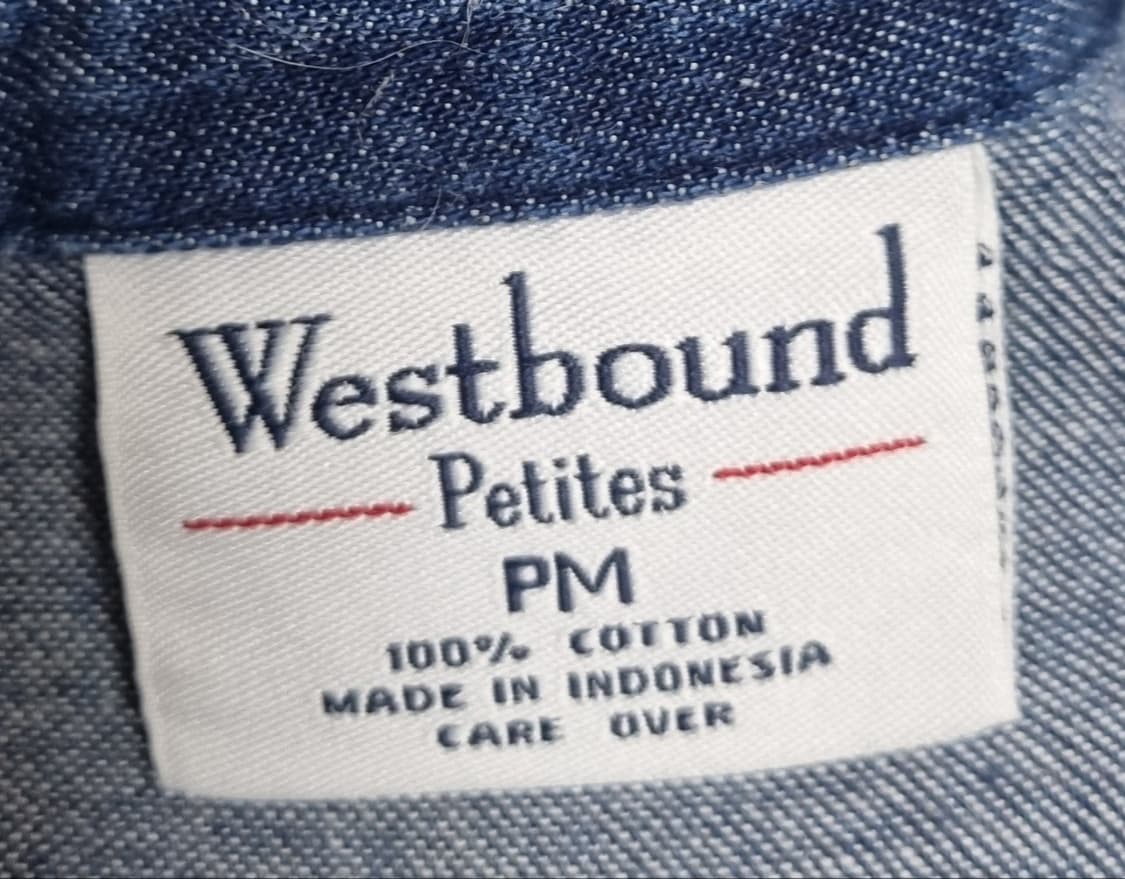 Westbound
Petites
PM
100% COTTON
MADE IN INDONESIA
CARE OVER